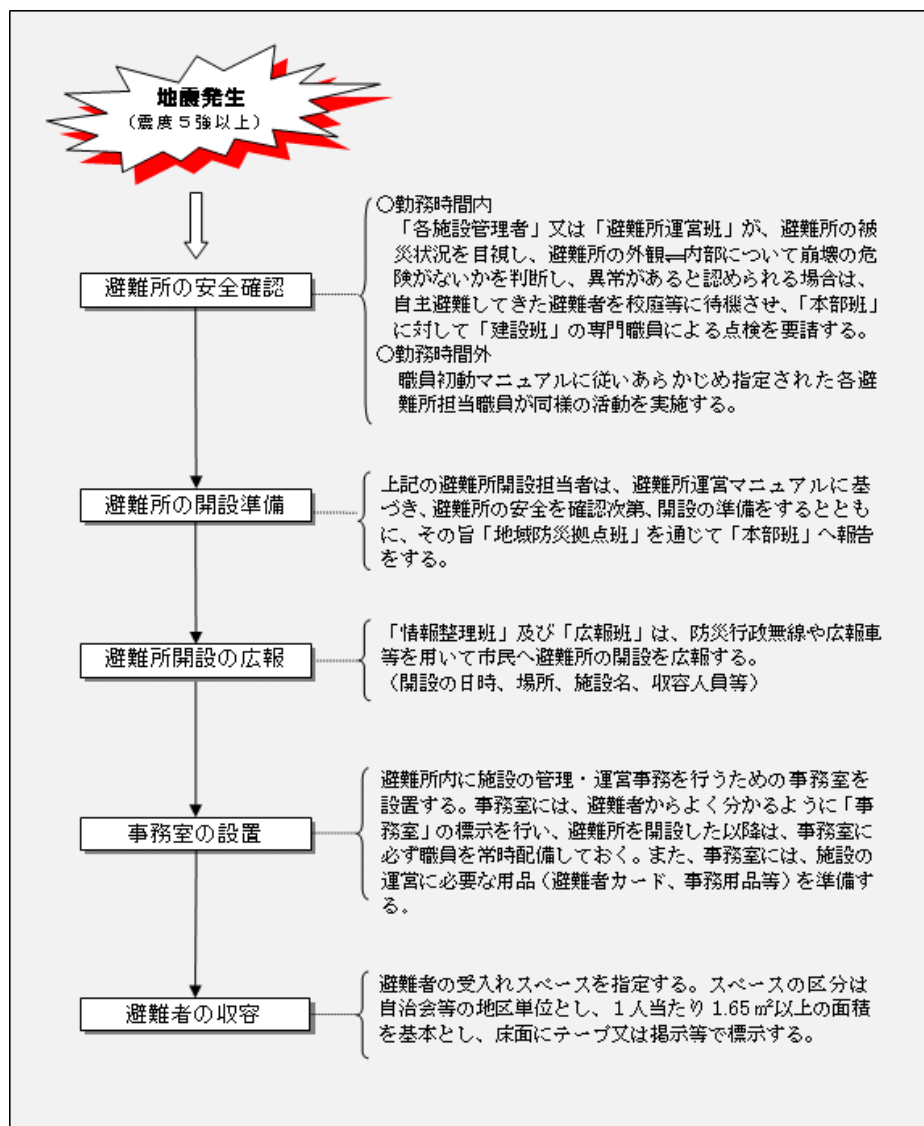 地震発生
(震度５強以上)
避難所の安全確認
○勤務時間内
「各施設管理者」又は「避難所運営班」が、避難所の被
災状況を目視し、避難所の外観⇌内部について崩壊の危
険がないかを判断し、異常があると認められる場合は、
自主避難してきた避難者を校庭等に待機させ、「本部班」
に対して「建設班」の専門職員による点検を要請する。
○勤務時間外
職員初動マニュアルに従いあらかじめ指定された各避
難所担当職員が同様の活動を実施する。
避難所の開設準備
上記の避難所開設担当者は、避難所運営マニュアルに基
づき、避難所の安全を確認次第、開設の準備をするととも
に、その旨「地域防災拠点班」を通じて「本部班」へ報告
をする。
避難所開設の広報
「情報整理班」及び「広報班」は、防災行政無線や広報車
等を用いて市民へ避難所の開設を広報する。
（開設の日時、場所、施設名、収容人員等）
事務室の設置
避難所内に施設の管理・運営事務を行うための事務室を
設置する。事務室には、避難者からよく分かるように「事
務室」の標示を行い、避難所を開設した以降は、事務室に
必ず職員を常時配備しておく。また、事務室には、施設の
運営に必要な用品（避難者カード、事務用品等）を準備す
る。
避難者の収容
避難者の受入れスペースを指定する。スペースの区分は
自治会等の地区単位とし、１人当たり 1.65㎡以上の面積
を基本とし、床面にテープ又は掲示等で標示する。